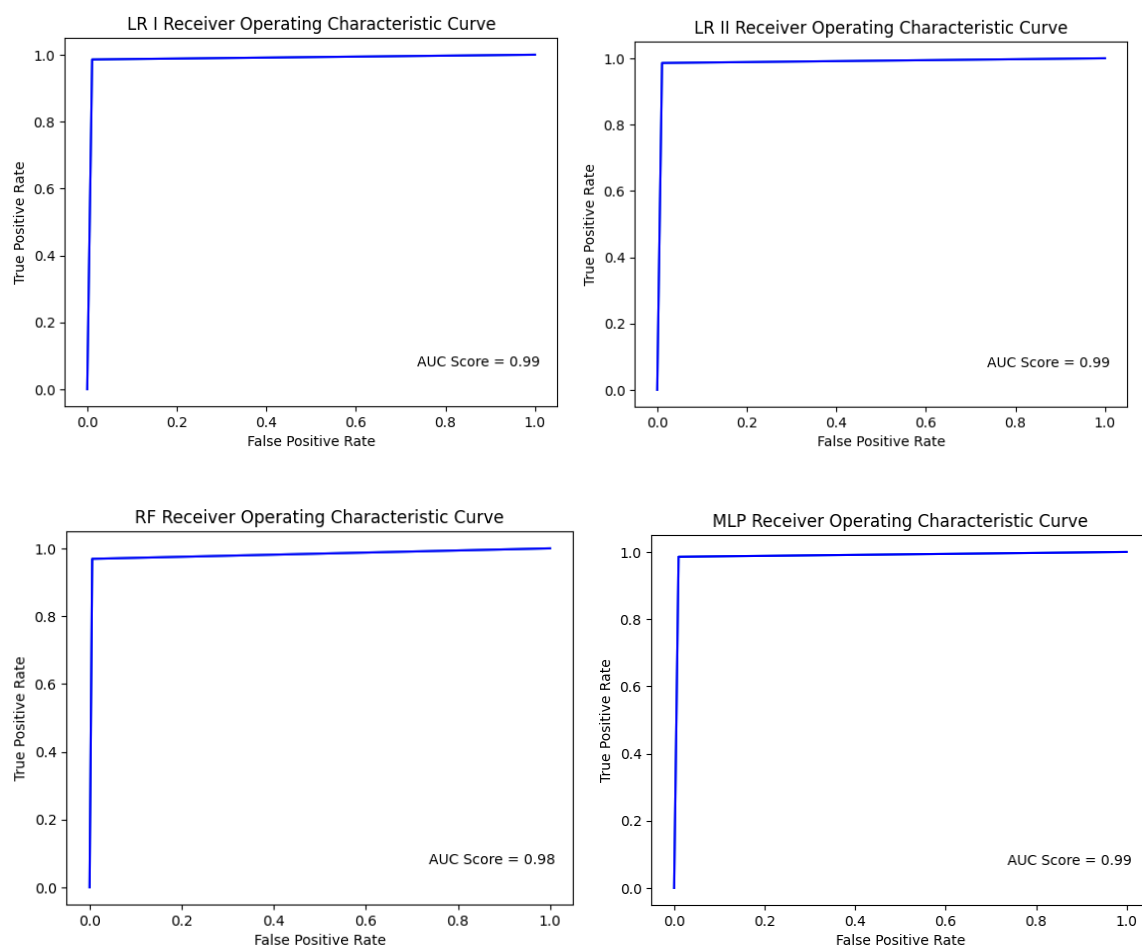 LR I Receiver Operating Characteristic Curve
1.0
0.8
0.6
0.4
0.2
0.0
True Positive Rate
AUC Score = 0.99
0.0 0.2 0.4 0.6 0.8 1.0
False Positive Rate
LR II Receiver Operating Characteristic Curve
1.0
0.8
0.6
0.4
0.2
0.0
True Positive Rate
AUC Score = 0.99
0.0 0.2 0.4 0.6 0.8 1.0
False Positive Rate
RF Receiver Operating Characteristic Curve
1.0
0.8
0.6
0.4
0.2
0.0
True Positive Rate
AUC Score = 0.98
0.0 0.2 0.4 0.6 0.8 1.0
False Positive Rate
MLP Receiver Operating Characteristic Curve
1.0
0.8
0.6
0.4
0.2
0.0
True Positive Rate
AUC Score = 0.99
0.0 0.2 0.4 0.6 0.8 1.0
False Positive Rate